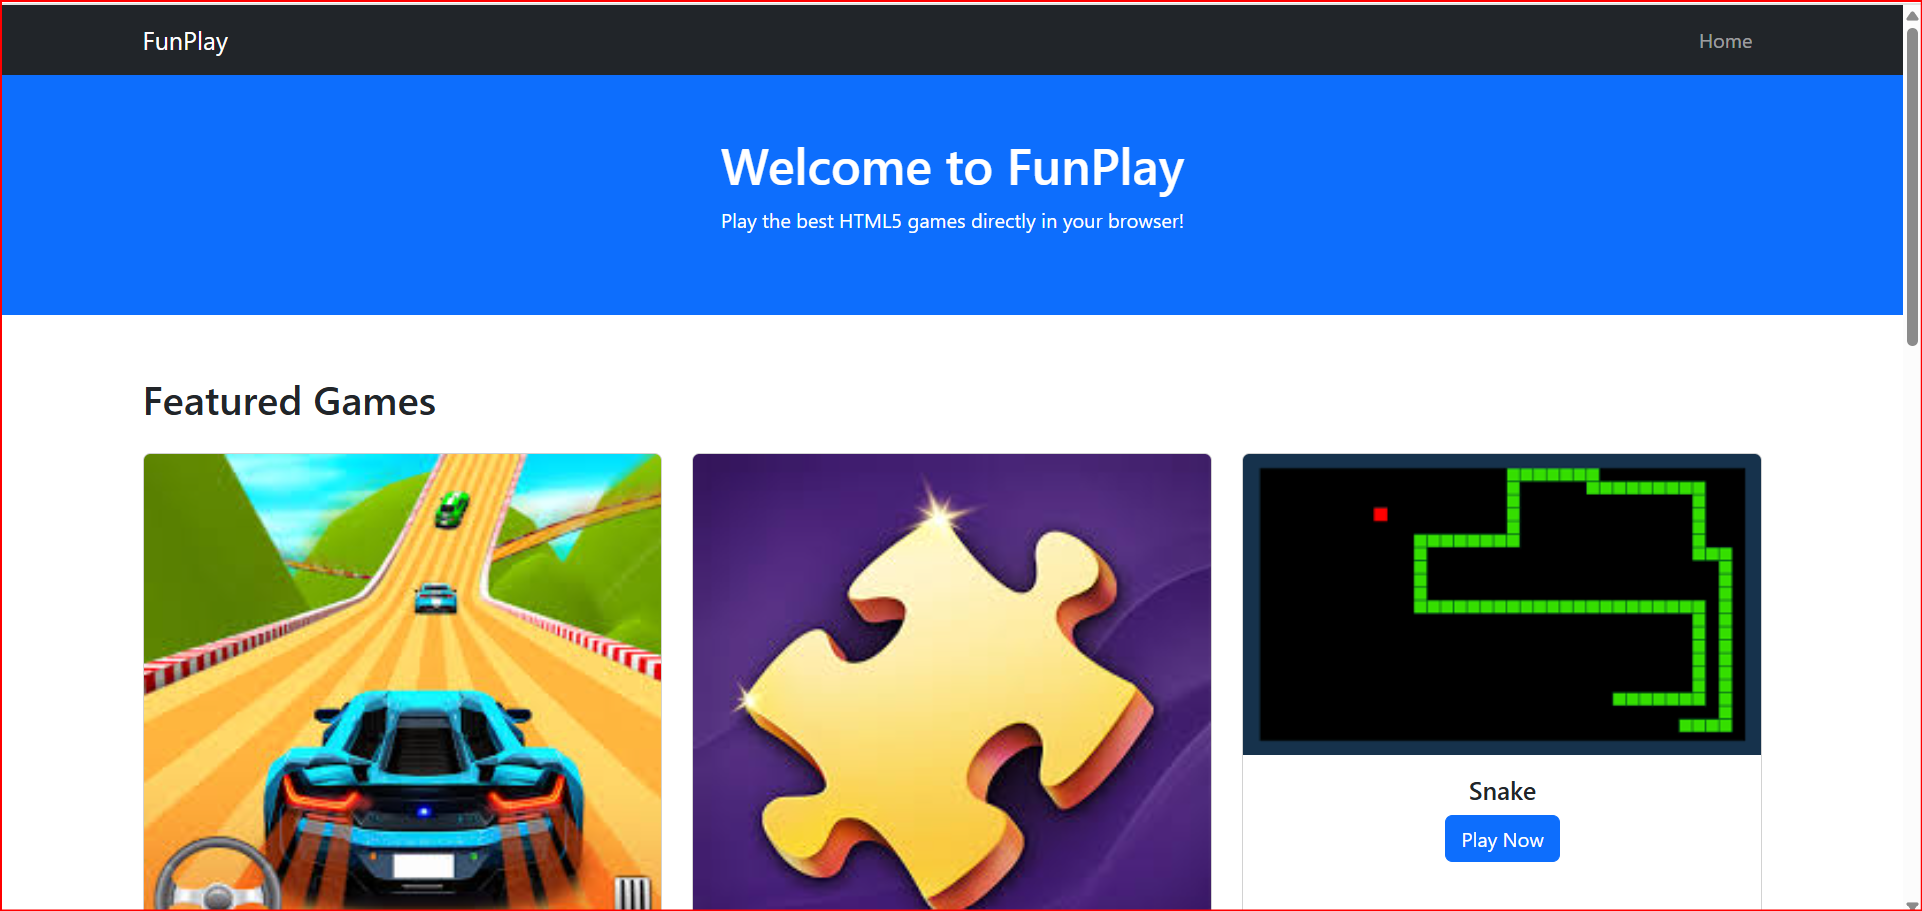 FunPlay
Home
Welcome to FunPlay
Play the best HTML5 games directly in your browser!
Featured Games
Snake
Play Now